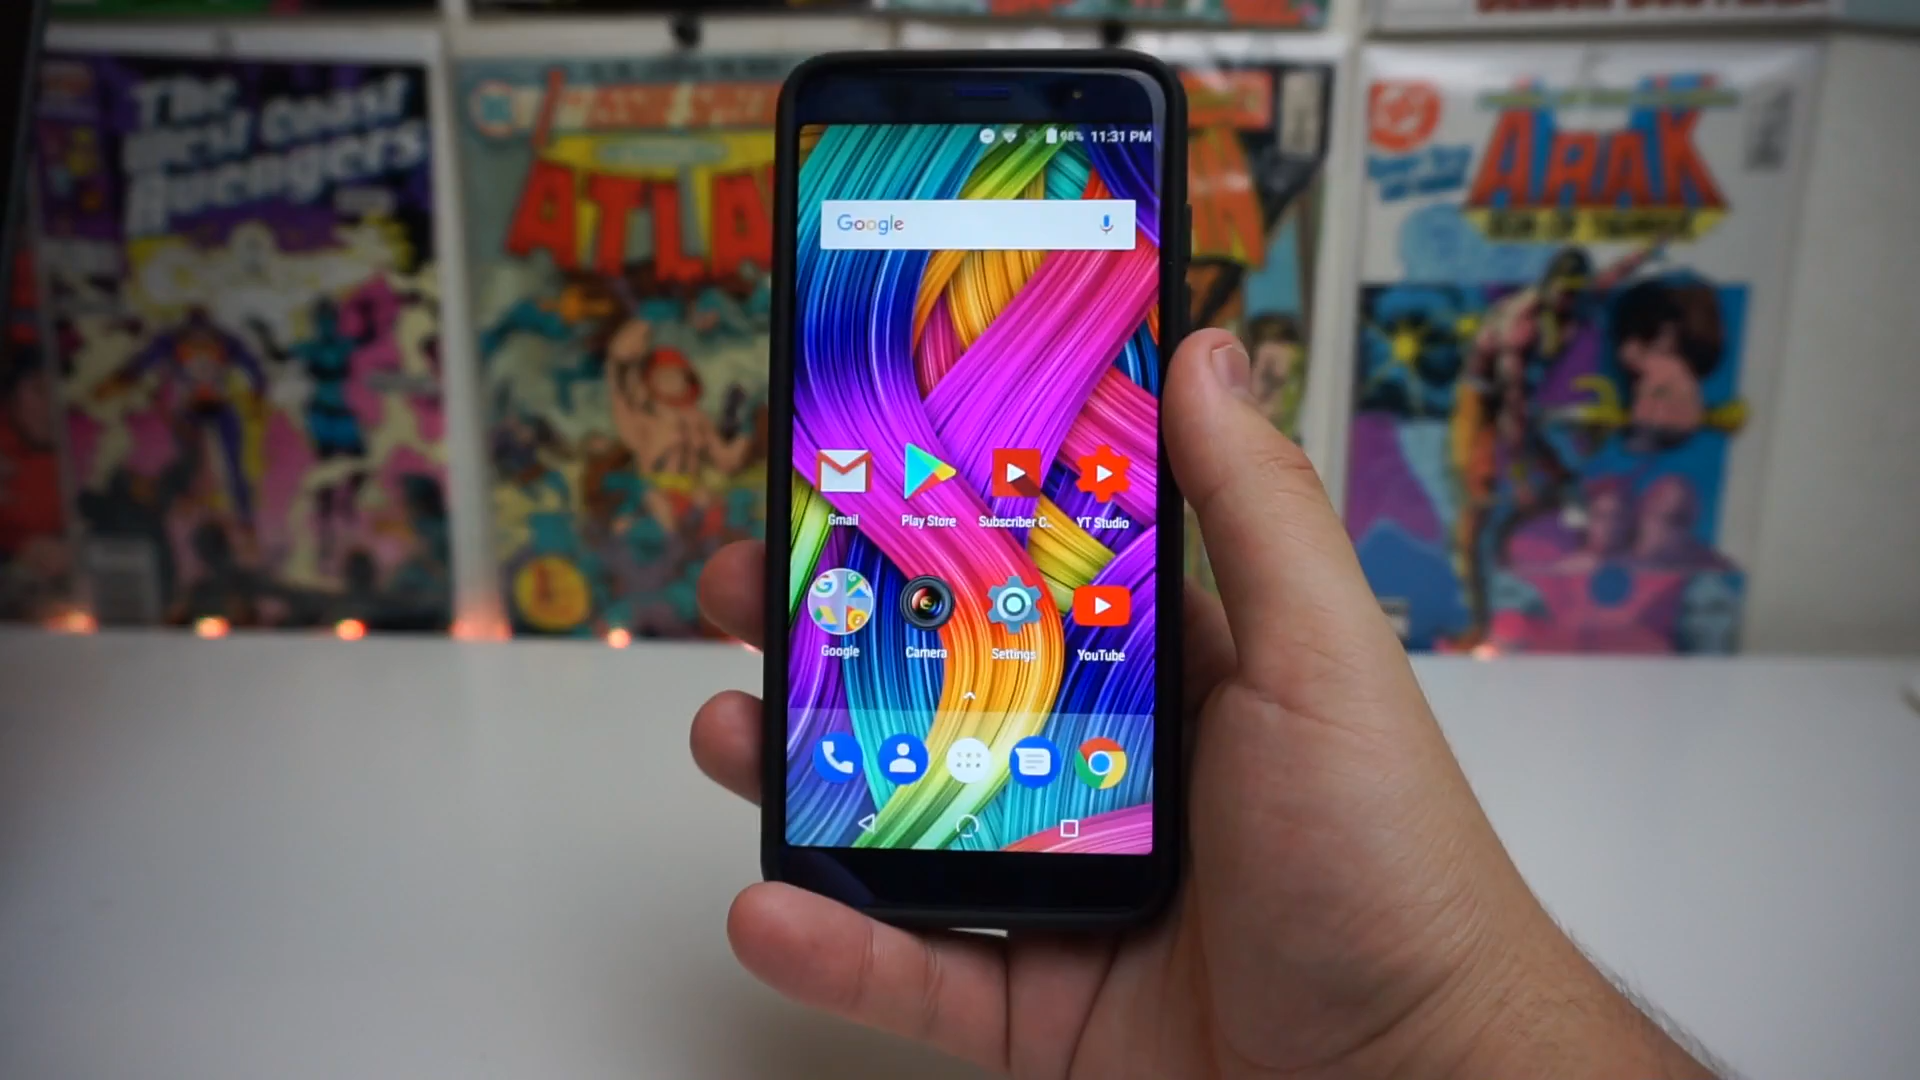 The
West Coast
Avengers
ATLA
ARAK
98% 11:31 PM
Google
Gmail
Play Store
Subscriber C..
YT Studio
Google
Camera
Settings
YouTube